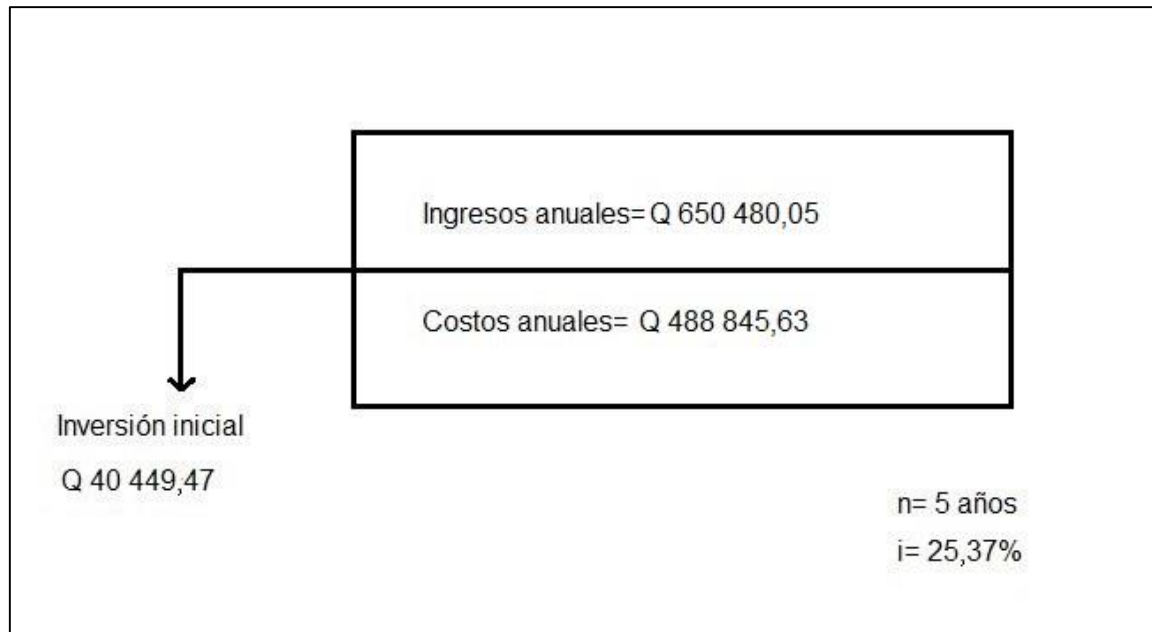 Ingresos anuales= Q 650 480,05
Costos anuales= Q 488 845,63
Inversión inicial
Q 40 449,47
n= 5 años
i= 25,37%